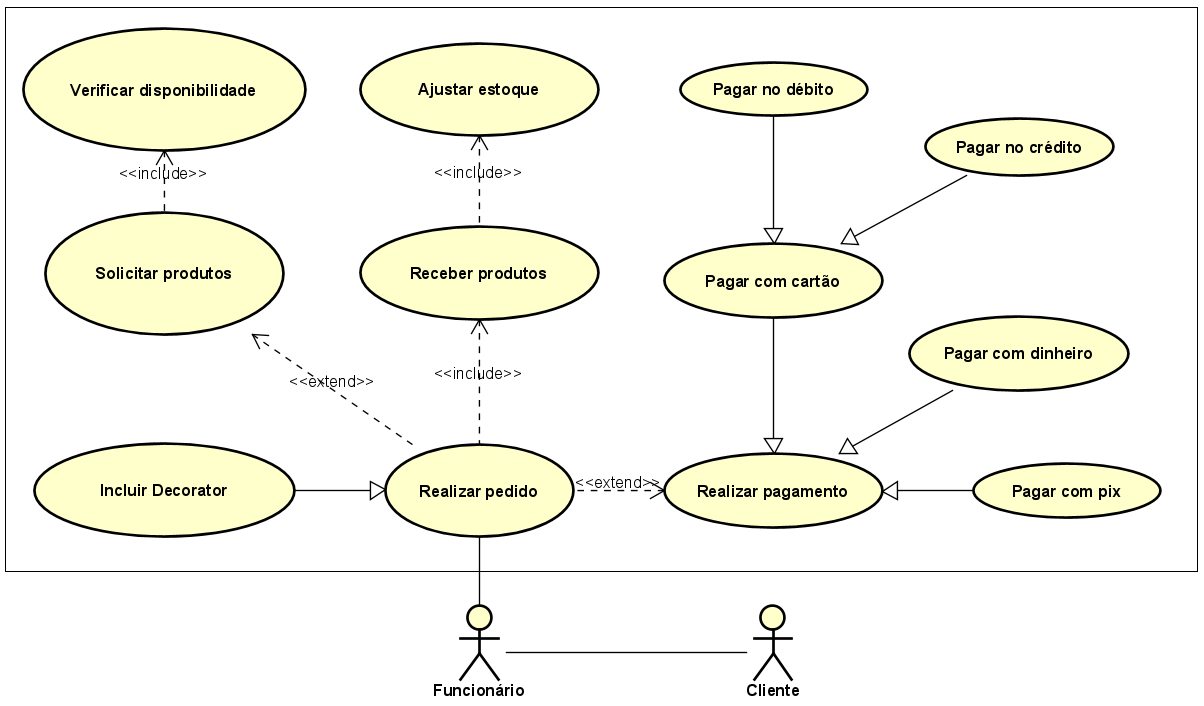 Verificar disponibilidade
Ajustar estoque
Pagar no débito
Pagar no crédito
<<include>>
<<include>>
Solicitar produtos
Receber produtos
Pagar com cartão
Pagar com dinheiro
<<extend>>
<<include>>
Incluir Decorator
Realizar pedido
<<extend>>
Realizar pagamento
Pagar com pix
Funcionário
Cliente